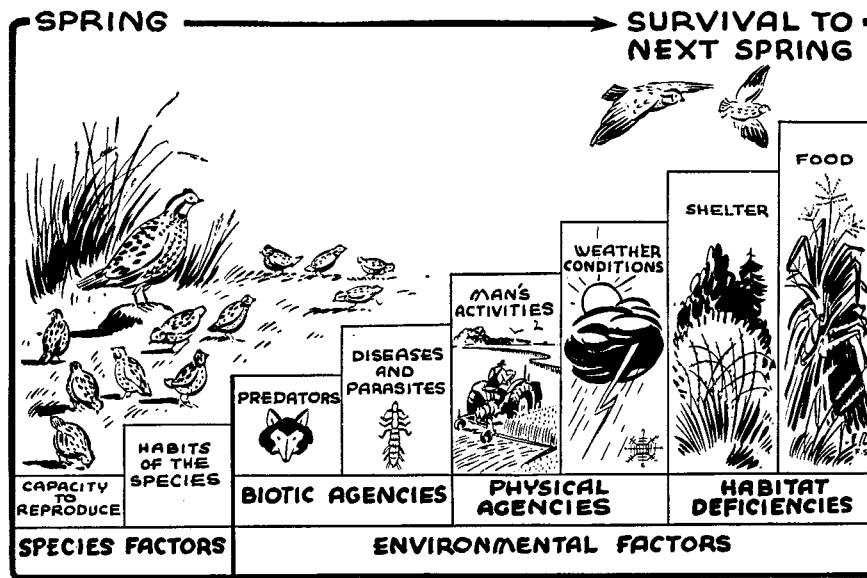 SPRING
SURVIVAL TO
NEXT SPRING
FOOD
SHELTER
WEATHER
CONDITIONS
MAN'S
ACTIVITIES
DISEASES
AND
PARASITES
PREDATORS
HABITS
OF THE
SPECIES
CAPACITY
TO
REPRODUCE
BIOTIC AGENCIES
PHYSICAL
AGENCIES
HABITAT
DEFICIENCIES
SPECIES FACTORS
ENVIRONMENTAL FACTORS